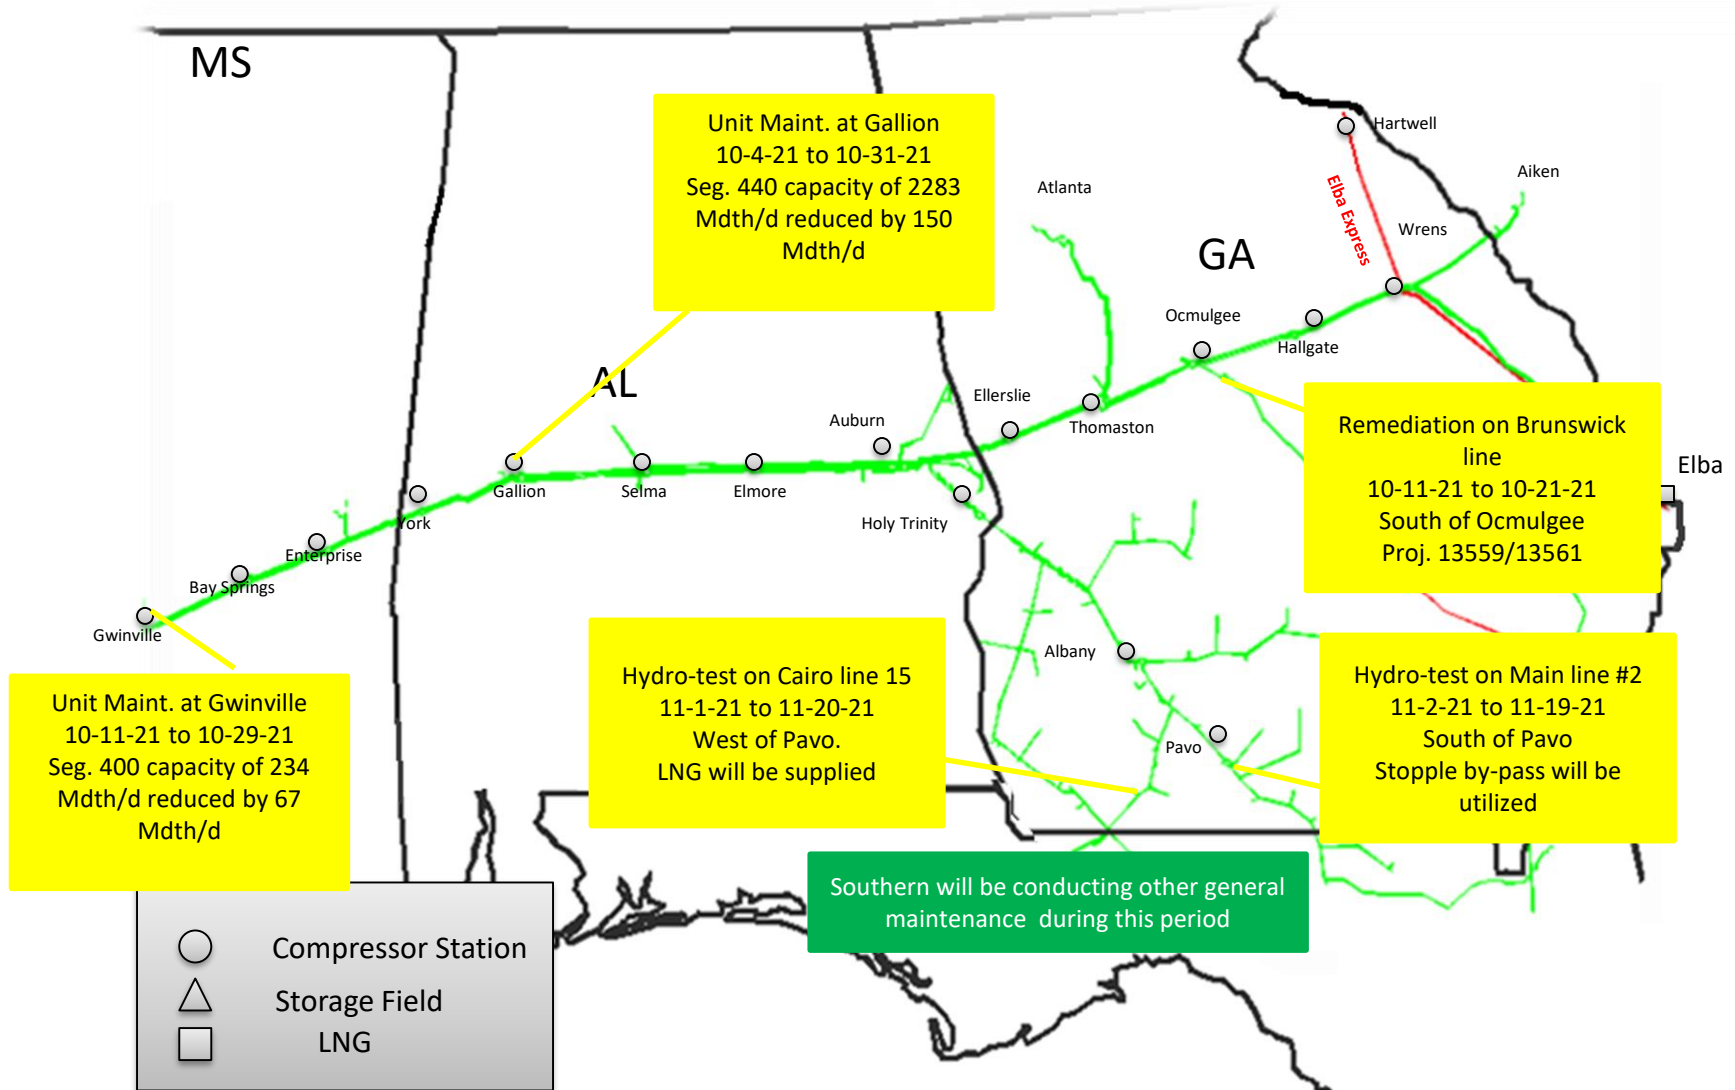 MS
Unit Maint. at Gallion
10-4-21 to 10-31-21
Seg. 440 capacity of 2283
Mdth/d reduced by 150
Mdth/d
Hartwell
Aiken
Atlanta
Elba Express
Wrens
GA
Ocmulgee
Hallgate
AL
Ellerslie
Auburn
Thomaston
Remediation on Brunswick
line
10-11-21 to 10-21-21
South of Ocmulgee
Proj. 13559/13561
Elba
Gallion
Selma
Elmore
York
Holy Trinity
Enterprise
Bay Springs
Gwinville
Albany
Pavo
Unit Maint. at Gwinville
10-11-21 to 10-29-21
Seg. 400 capacity of 234
Mdth/d reduced by 67
Mdth/d
Hydro-test on Cairo line 15
11-1-21 to 11-20-21
West of Pavo.
LNG will be supplied
Hydro-test on Main line #2
11-2-21 to 11-19-21
South of Pavo
Stopple by-pass will be
utilized
Southern will be conducting other general
maintenance during this period
Compressor Station
Storage Field
LNG